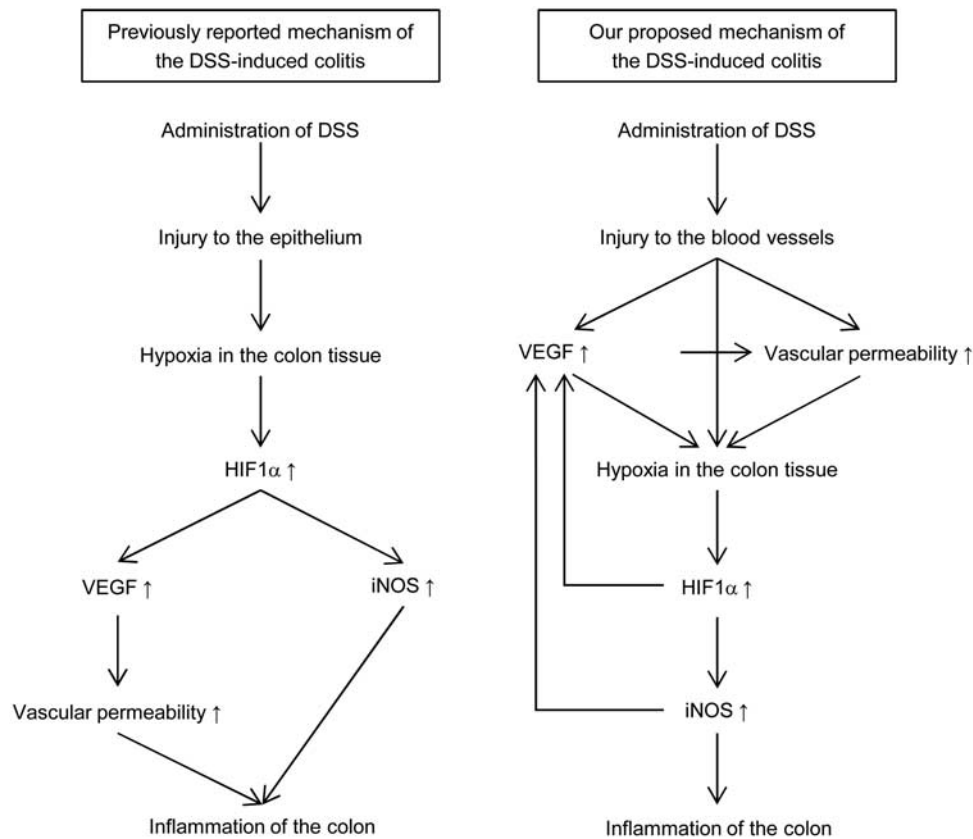 Previously reported mechanism of
the DSS-induced colitis
Administration of DSS
Injury to the epithelium
Hypoxia in the colon tissue
HIF1α ↑
VEGF ↑
iNOS ↑
Vascular permeability ↑
Inflammation of the colon
Our proposed mechanism of
the DSS-induced colitis
Administration of DSS
Injury to the blood vessels
VEGF ↑
Vascular permeability ↑
Hypoxia in the colon tissue
HIF1α ↑
iNOS ↑
Inflammation of the colon